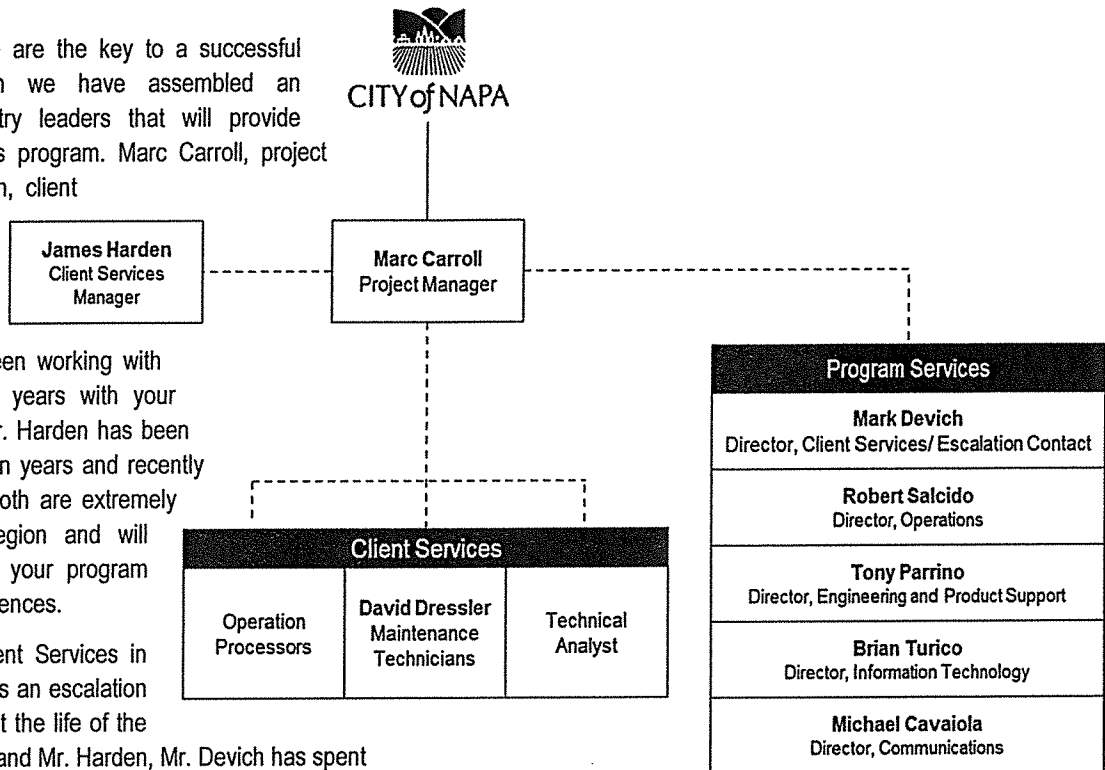 are the key to a successful
we have assembled an
try leaders that will provide
s program. Marc Carroll, project
n, client
CITY of NAPA
James Harden
Client Services
Manager
Marc Carroll
Project Manager
een working with
years with your
r. Harden has been
n years and recently
oth are extremely
egion and will
your program
ences.
ent Services in
s an escalation
t the life of the
and Mr. Harden, Mr. Devich has spent
Client Services
Operation
Processors
David Dressler
Maintenance
Technicians
Technical
Analyst
Program Services
Mark Devich
Director, Client Services/ Escalation Contact
Robert Salcido
Director, Operations
Tony Parrino
Director, Engineering and Product Support
Brian Turico
Director, Information Technology
Michael Cavaiola
Director, Communications